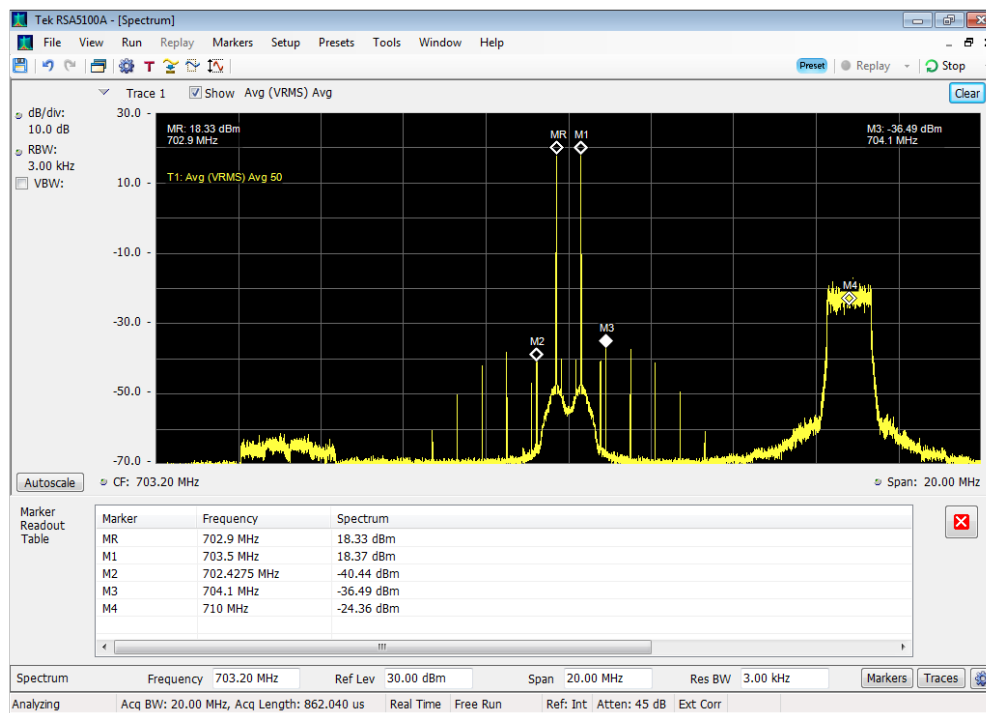 Tek RSA5100A - [Spectrum]
File View Run Replay Markers Setup Presets Tools Window Help
T Preset Replay Stop
Trace 1 Show Avg (VRMS) Avg Clear
dB/div:
10.0 dB
RBW:
3.00 kHz
VBW:
30.0 -
10.0 -
-10.0 -
-30.0 -
-50.0 -
-70.0 -
MR: 18.33 dBm
702.9 MHz
M3: -36.49 dBm
704.1 MHz
T1: Avg (VRMS) Avg 50
MR M1
M2
M3
M4
Autoscale CF: 703.20 MHz Span: 20.00 MHz
Marker
Readout
Table
Marker Frequency Spectrum
MR 702.9 MHz 18.33 dBm
M1 703.5 MHz 18.37 dBm
M2 702.4275 MHz -40.44 dBm
M3 704.1 MHz -36.49 dBm
M4 710 MHz -24.36 dBm
Spectrum Frequency 703.20 MHz Ref Lev 30.00 dBm Span 20.00 MHz Res BW 3.00 kHz Markers Traces
Analyzing Acq BW: 20.00 MHz, Acq Length: 862.040 us Real Time Free Run Ref: Int Atten: 45 dB Ext Corr